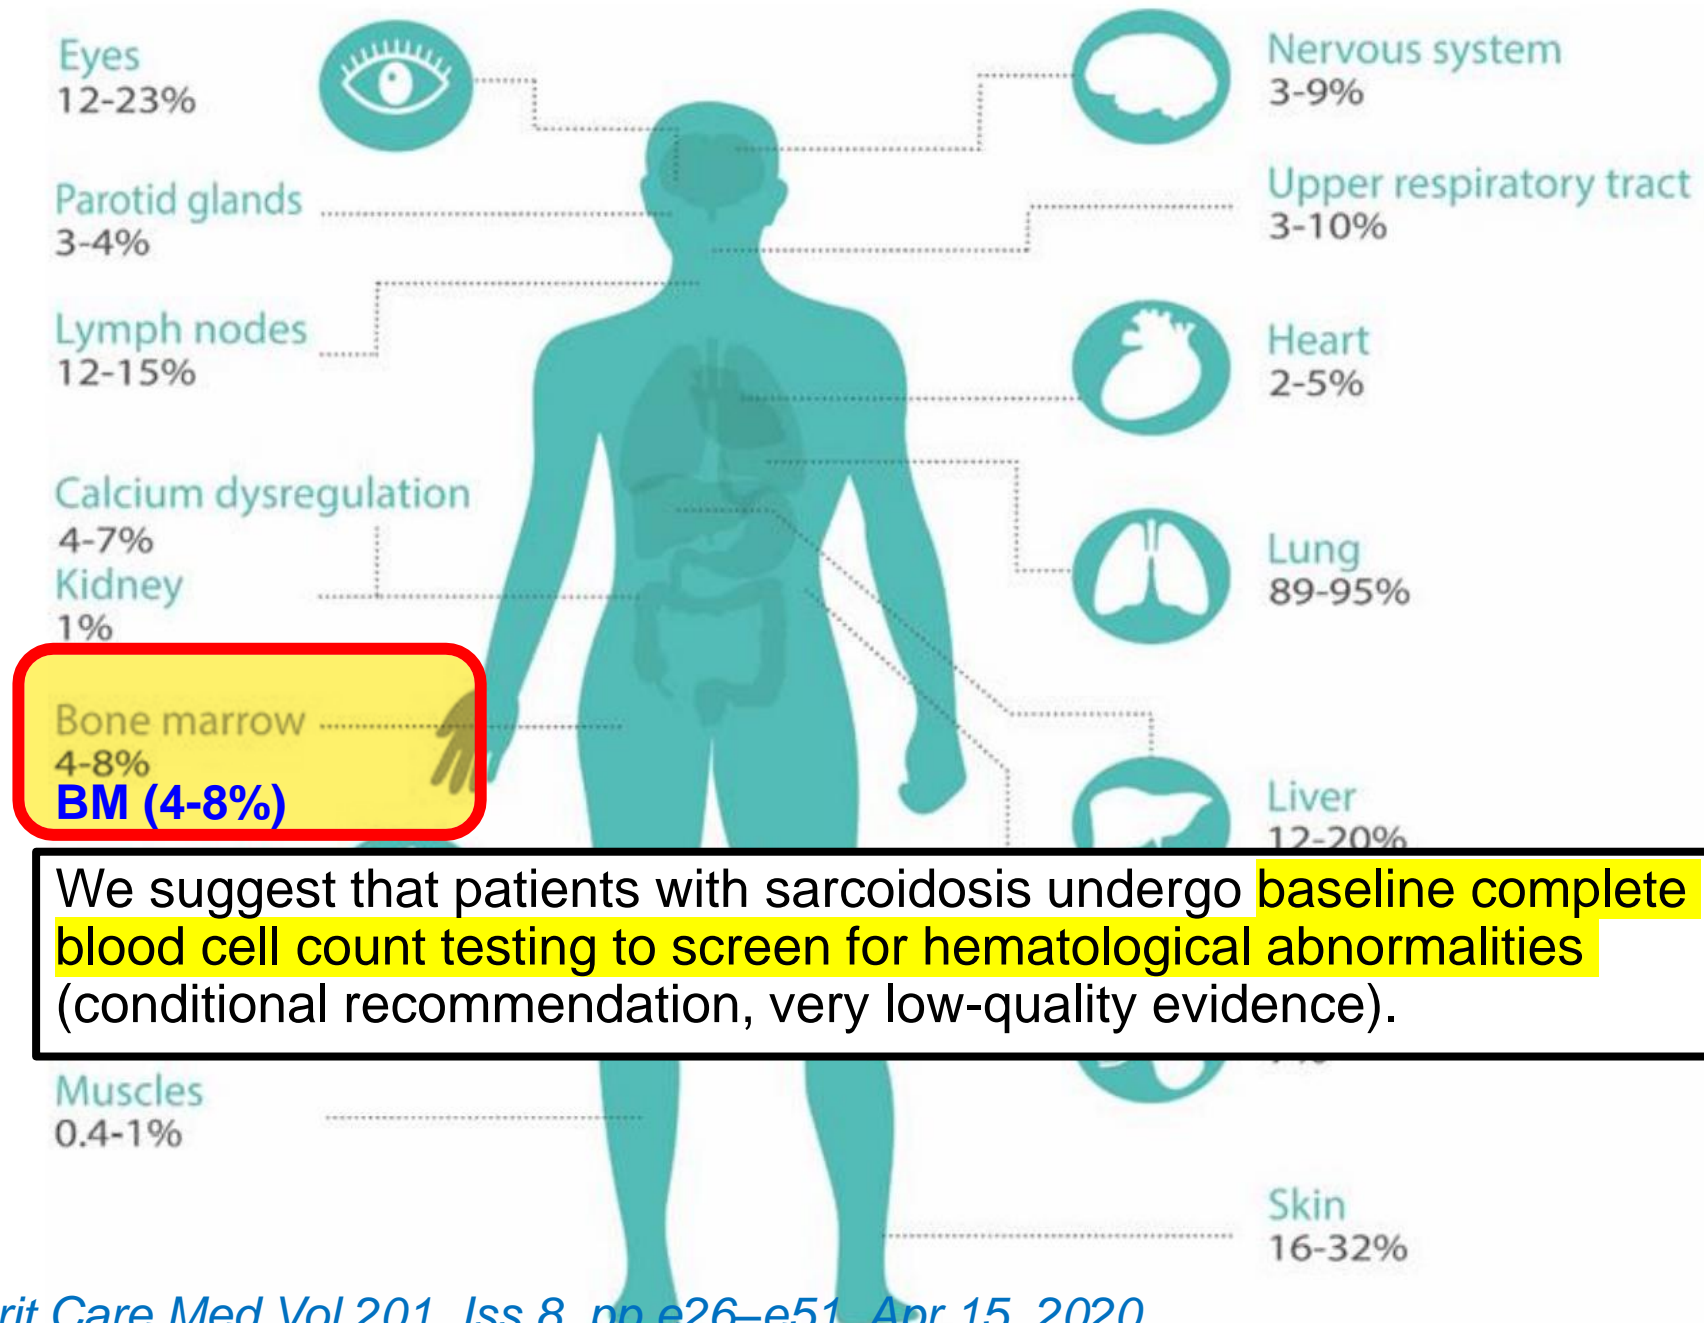 Eyes
12-23%
Parotid glands
3-4%
Lymph nodes
12-15%
Calcium dysregulation
4-7%
Kidney
1%
Bone marrow
4-8%
BM (4-8%)
Nervous system
3-9%
Upper respiratory tract
3-10%
Heart
2-5%
Lung
89-95%
Liver
12-20%
We suggest that patients with sarcoidosis undergo baseline complete
blood cell count testing to screen for hematological abnormalities
(conditional recommendation, very low-quality evidence).
Muscles
0.4-1%
Skin
16-32%
Care Med Vol 201, Iss 8, pp e26–e51, Apr 15, 2020